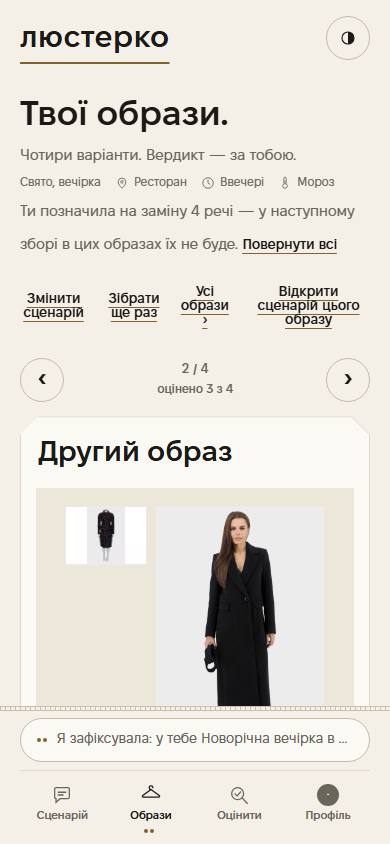 люстерко
Твої образи.
Чотири варіанти. Вердикт — за тобою.
Свято, вечірка Ресторан Ввечері Мороз
Ти позначила на заміну 4 речі — у наступному
зборі в цих образах їх не буде. Повернути всі
Змінити
сценарій
Зібрати
ще раз
Усі
образи
›
Відкрити
сценарій цього
образу
‹
2 / 4
оцінено 3 з 4
›
Другий образ
Я зафіксувала: у тебе Новорічна вечірка в ...
Сценарій Образи Оцінити Профіль